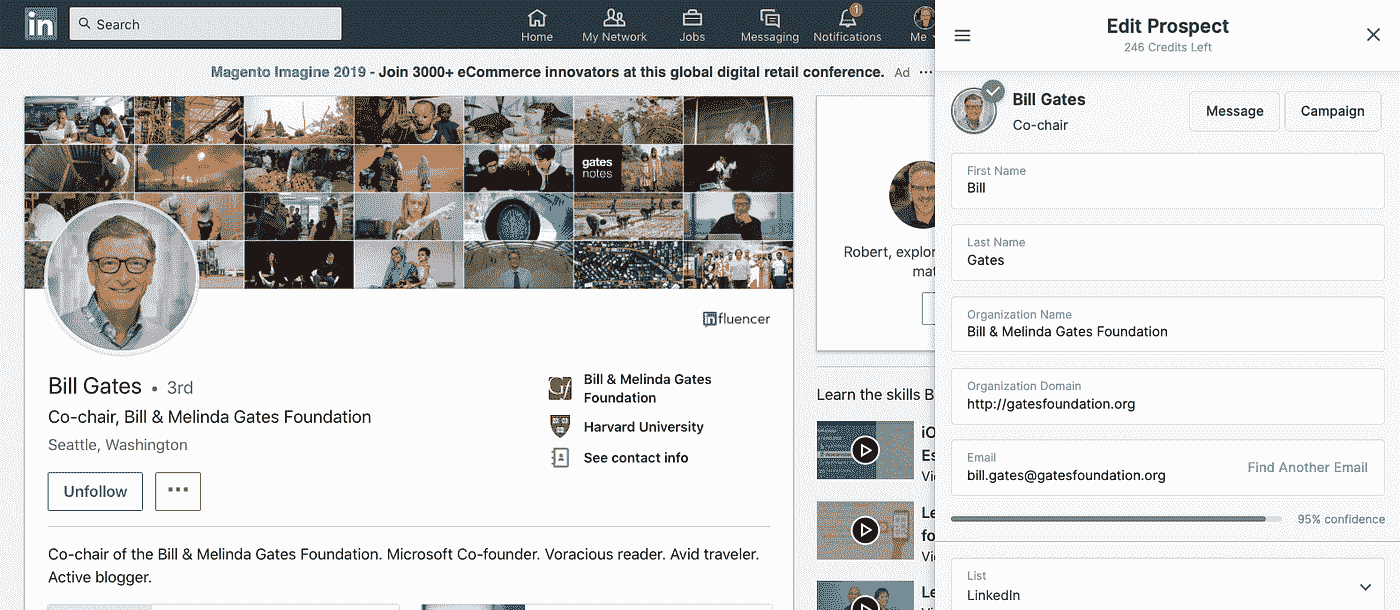 in
Search
Home
My Network
Jobs
Messaging
1
Notifications
Me
Magento Imagine 2019 - Join 3000+ eCommerce innovators at this global digital retail conference. Ad ···
gates
notes
influencer
Bill Gates • 3rd
Co-chair, Bill & Melinda Gates Foundation
Seattle, Washington
Unfollow
···
Bill & Melinda Gates
Foundation
Harvard University
See contact info
Co-chair of the Bill & Melinda Gates Foundation. Microsoft Co-founder. Voracious reader. Avid traveler.
Active blogger.
Robert, explor
mat
Learn the skills B
iO
Es
Vi
Le
fo
Vi
Le
Edit Prospect
246 Credits Left
Bill Gates
Co-chair
Message
Campaign
First Name
Bill
Last Name
Gates
Organization Name
Bill & Melinda Gates Foundation
Organization Domain
http://gatesfoundation.org
Email
bill.gates@gatesfoundation.org
Find Another Email
95% confidence
List
LinkedIn